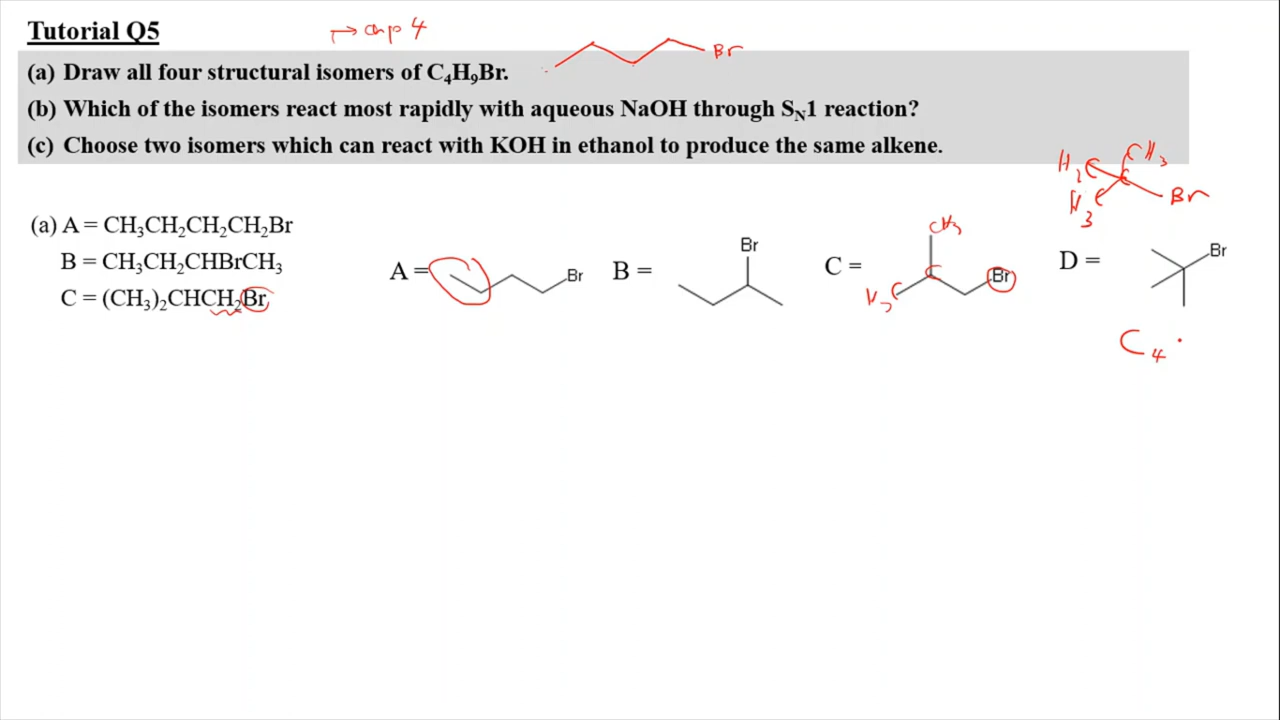 Tutorial Q5
↦ chp 4
Br
(a) Draw all four structural isomers of C₄H₉Br.
(b) Which of the isomers react most rapidly with aqueous NaOH through Sₙ1 reaction?
(c) Choose two isomers which can react with KOH in ethanol to produce the same alkene.
CH₃
H₃C
H₃C
C
Br
(a) A = CH₃CH₂CH₂CH₂Br
B = CH₃CH₂CHBrCH₃
C = (CH₃)₂CHCH₂Br
A =
Br
B =
Br
C =
CH₃
C
H₃C
Br
D =
Br
C₄